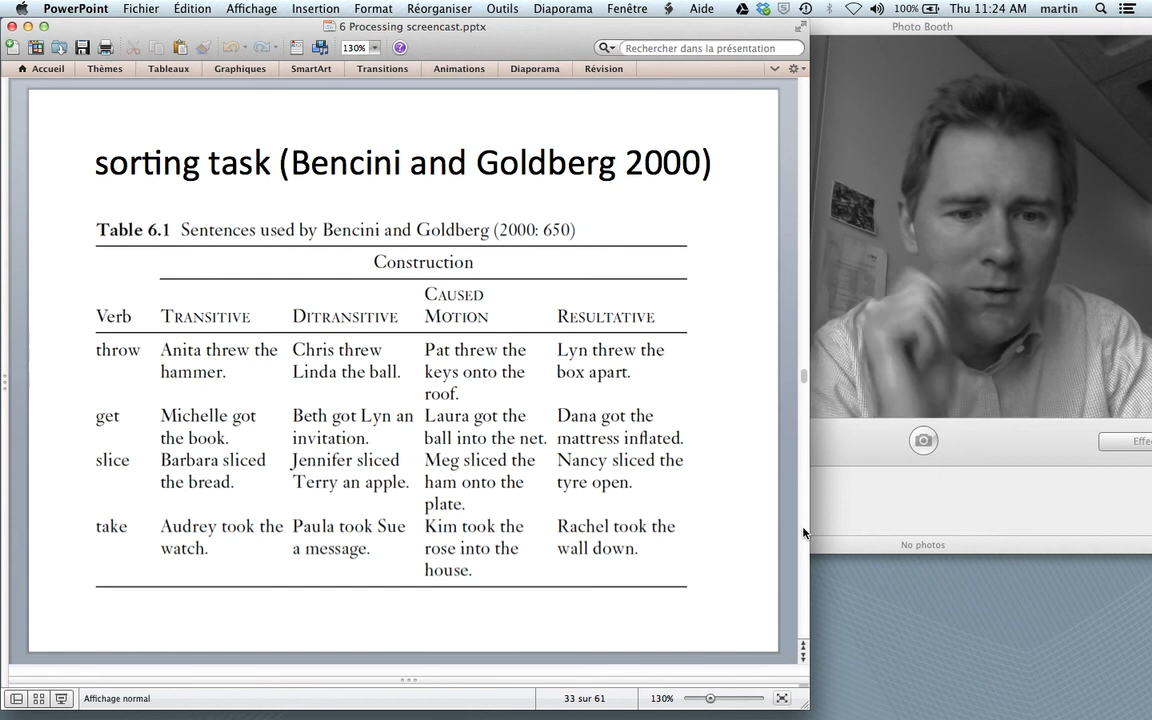 PowerPoint Fichier Édition Affichage Insertion Format Réorganiser Outils Diaporama Fenêtre Aide 100% Thu 11:24 AM martin
6 Processing screencast.pptx
Photo Booth
130% Rechercher dans la présentation
Accueil Thèmes Tableaux Graphiques SmartArt Transitions Animations Diaporama Révision
sorting task (Bencini and Goldberg 2000)
Table 6.1 Sentences used by Bencini and Goldberg (2000: 650)
Construction
Verb TRANSITIVE DITRANSITIVE CAUSED MOTION RESULTATIVE
throw Anita threw the Chris threw Pat threw the Lyn threw the
hammer. Linda the ball. keys onto the box apart.
roof.
get Michelle got Beth got Lyn an Laura got the Dana got the
the book. invitation. ball into the net. mattress inflated.
slice Barbara sliced Jennifer sliced Meg sliced the Nancy sliced the
the bread. Terry an apple. ham onto the tyre open.
plate.
take Audrey took the Paula took Sue Kim took the Rachel took the
watch. a message. rose into the wall down.
house.
Effe
No photos
Affichage normal 33 sur 61 130%